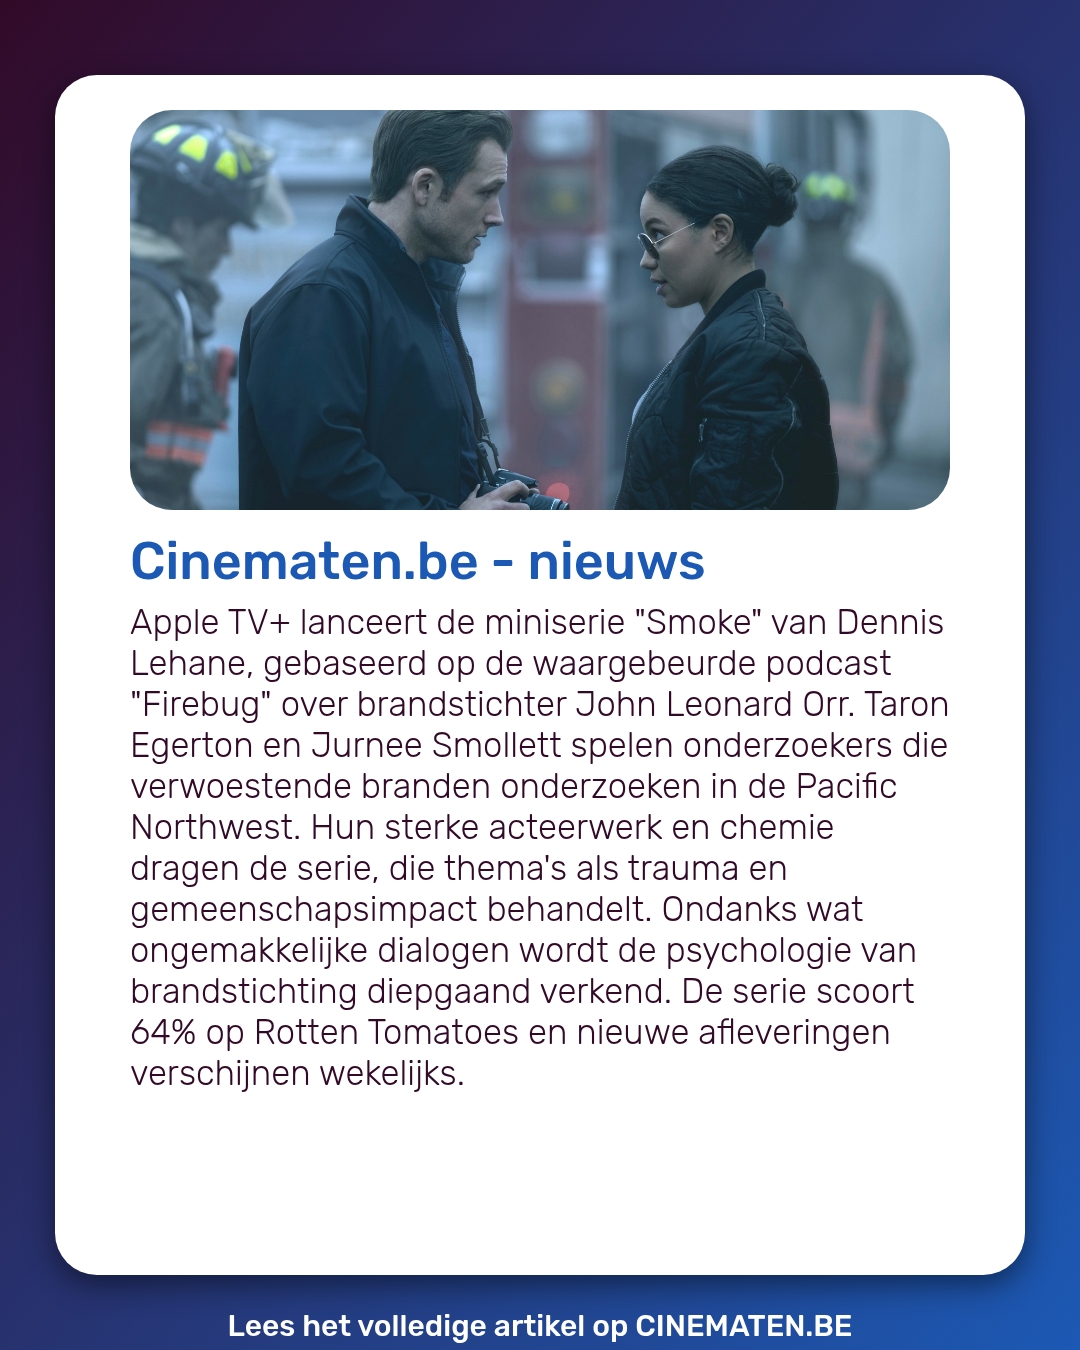 Cinematen.be - nieuws
Apple TV+ lanceert de miniserie "Smoke" van Dennis
Lehane, gebaseerd op de waargebeurde podcast
"Firebug" over brandstichter John Leonard Orr. Taron
Egerton en Jurnee Smollett spelen onderzoekers die
verwoestende branden onderzoeken in de Pacific
Northwest. Hun sterke acteerwerk en chemie
dragen de serie, die thema's als trauma en
gemeenschapsimpact behandelt. Ondanks wat
ongemakkelijke dialogen wordt de psychologie van
brandstichting diepgaand verkend. De serie scoort
64% op Rotten Tomatoes en nieuwe afleveringen
verschijnen wekelijks.
Lees het volledige artikel op CINEMATEN.BE